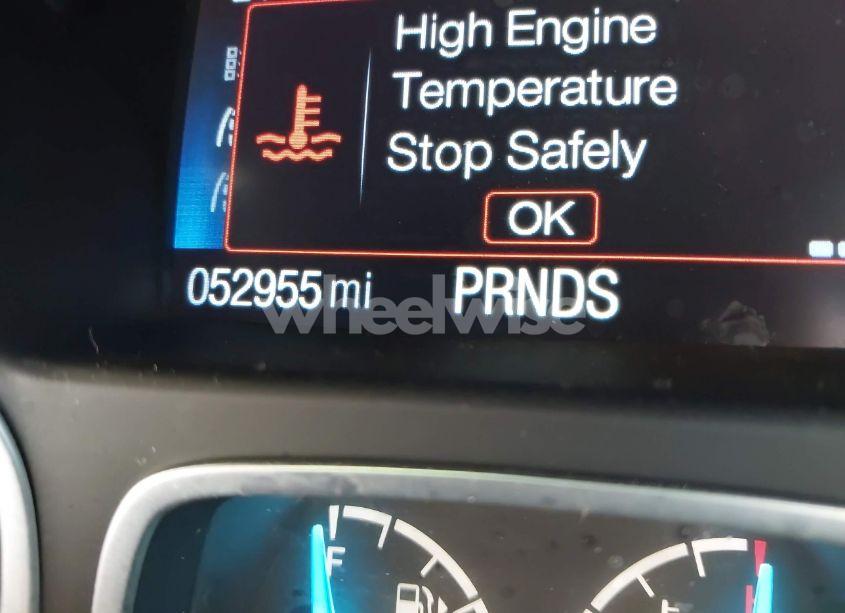 High Engine
Temperature
Stop Safely
OK
052955 mi PRNDS
wheelwise
F
H